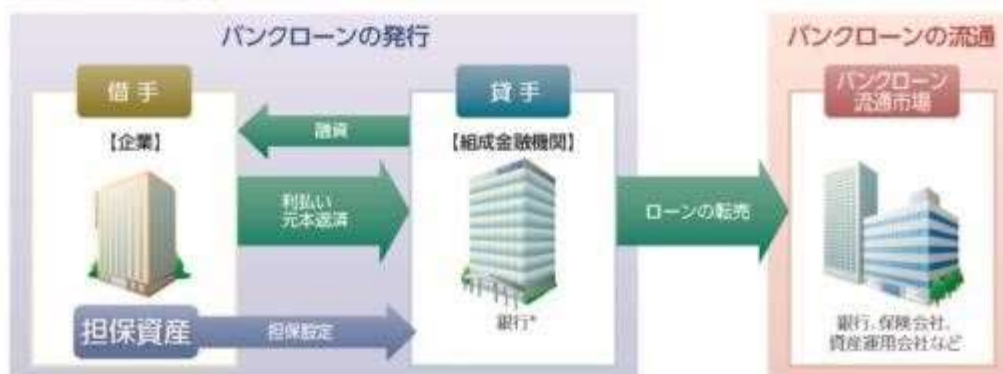 バンクローンの発行
借手
【企業】
融資
利払い
元本返済
担保資産
担保設定
貸手
【組成金融機関】
銀行*
ローンの転売
バンクローンの流通
バンクローン
流通市場
銀行、保険会社、
資産運用会社など